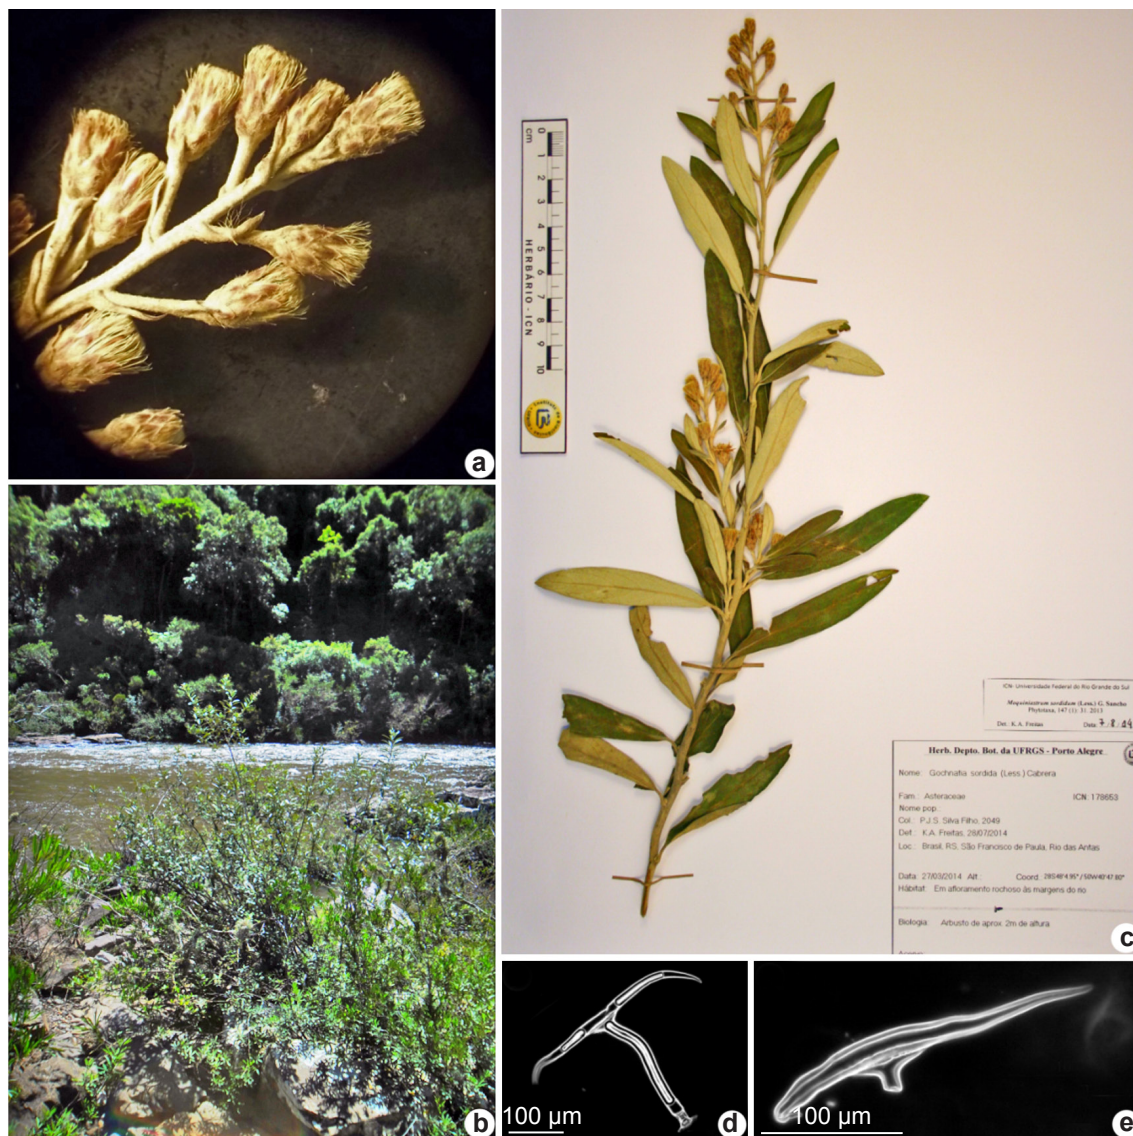 a
b
0
cm
1
2
3
4
5
6
7
8
9
10
HERBÁRIO - ICN
ICN: Universidade Federal do Rio Grande do Sul
Moquiniastrum sordidum (Less.) G. Sancho
Phytotaxa, 147 (1): 31. 2013
Det.: K.A. Freitas Data:
Herb. Depto. Bot. da UFRGS - Porto Alegre
Nome: Gochnatia sordida (Less.) Cabrera
Fam.: Asteraceae ICN: 178653
Nome pop.:
Col.: P.J.S. Silva Filho, 2049
Det.: K.A. Freitas, 28/07/2014
Loc.: Brasil, RS, São Francisco de Paula, Rio das Antas
Data: 27/03/2014 Alt.: Coord:
Hábitat: Em afloramento rochoso às margens do rio
Biologia: Arbusto de aprox. 2m de altura
c
100 µm
d
100 µm
e